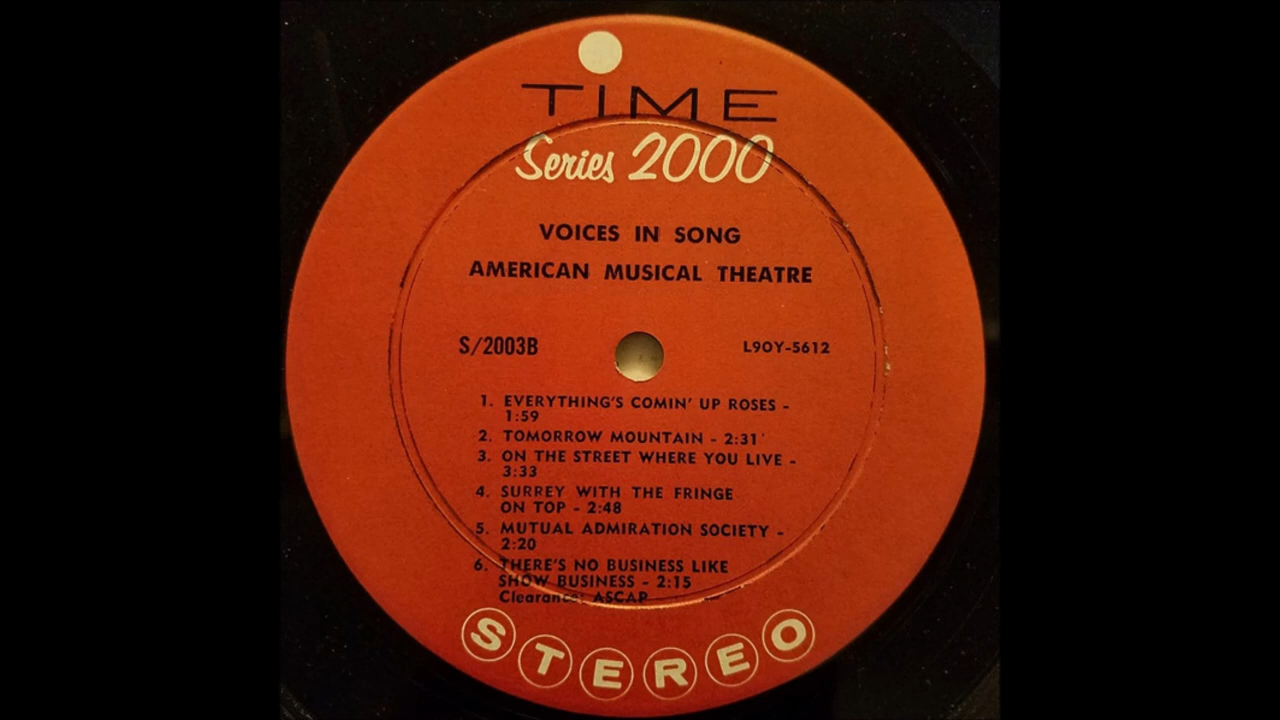 TIME
Series 2000
VOICES IN SONG
AMERICAN MUSICAL THEATRE
S/2003B
L9OY-5612
1. EVERYTHING'S COMIN' UP ROSES -
1:59
2. TOMORROW MOUNTAIN - 2:31
3. ON THE STREET WHERE YOU LIVE -
3:33
4. SURREY WITH THE FRINGE
ON TOP - 2:48
5. MUTUAL ADMIRATION SOCIETY -
2:20
6. THERE'S NO BUSINESS LIKE
SHOW BUSINESS - 2:15
Clearance: ASCAP
STEREO